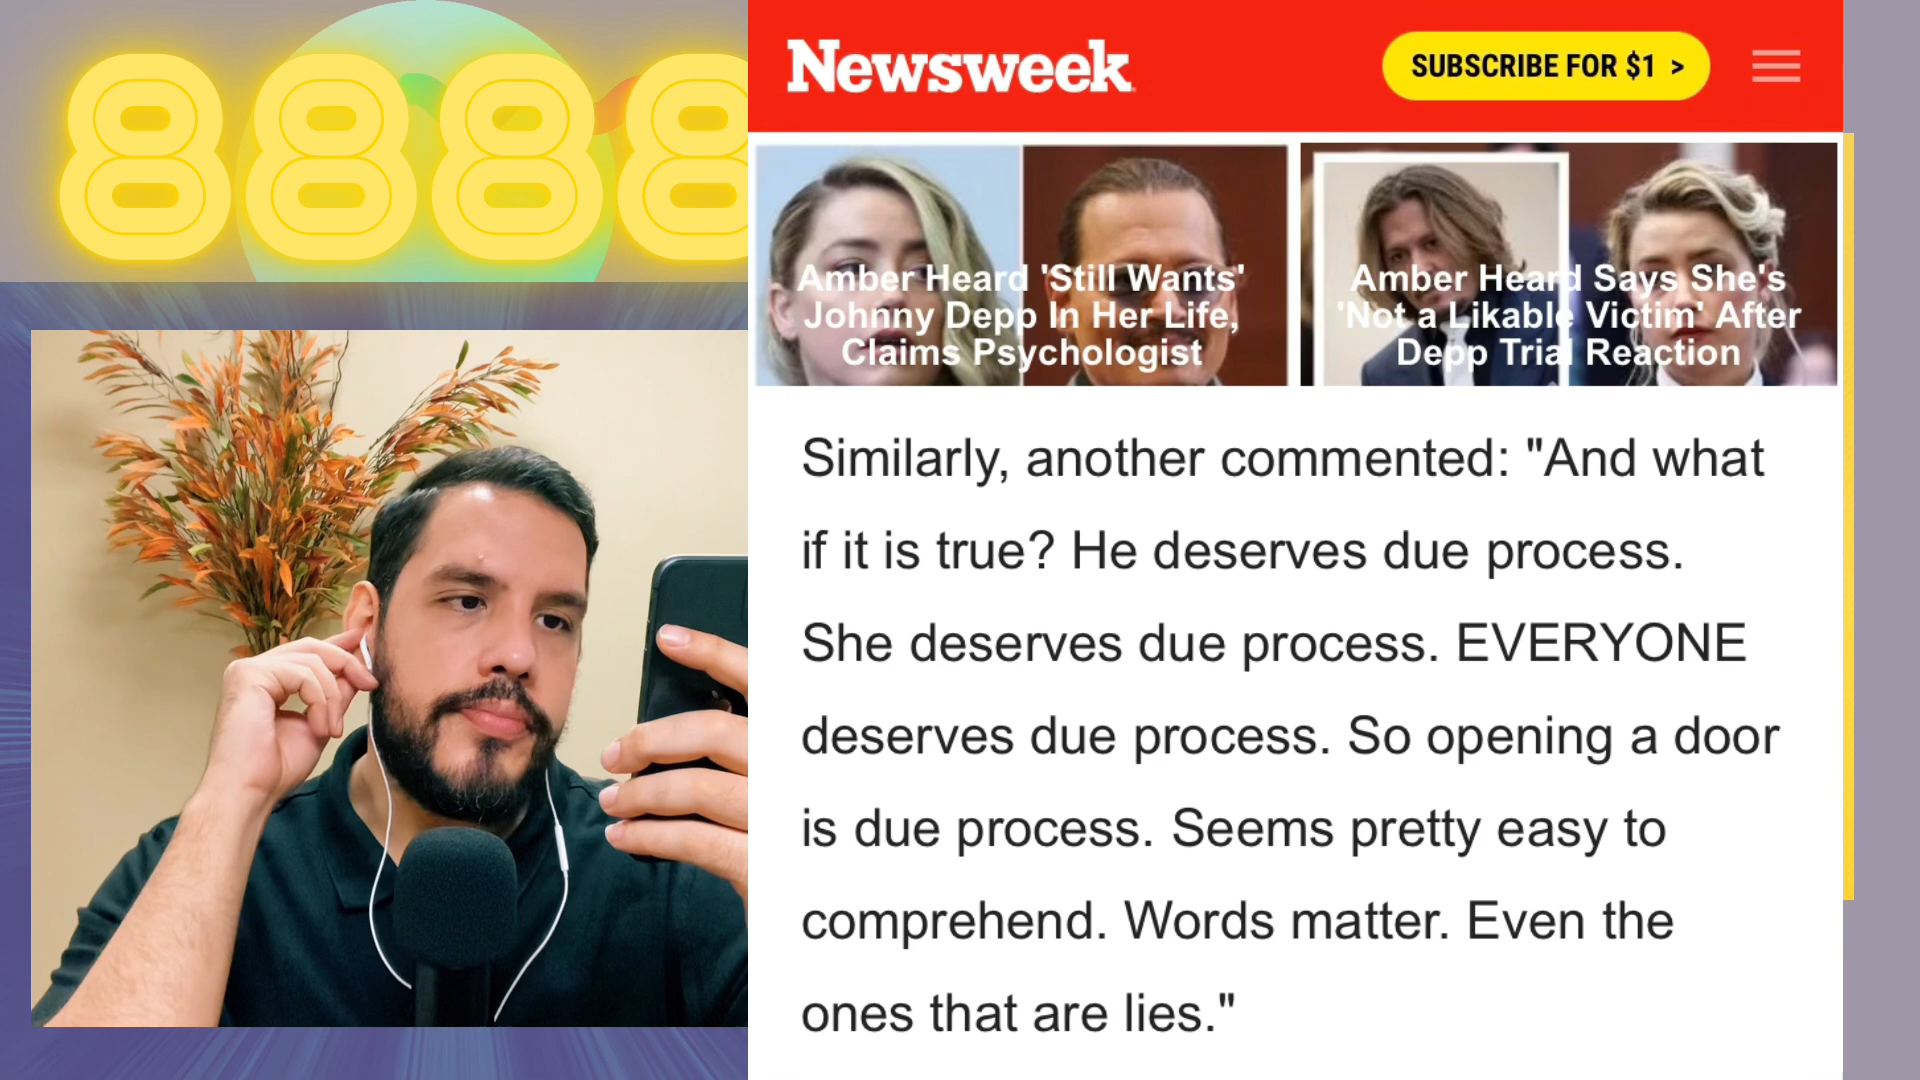 8888
Newsweek
SUBSCRIBE FOR $1 >
Amber Heard 'Still Wants'
Johnny Depp In Her Life,
Claims Psychologist
Amber Heard Says She's
'Not a Likable Victim' After
Depp Trial Reaction
Similarly, another commented: "And what
if it is true? He deserves due process.
She deserves due process. EVERYONE
deserves due process. So opening a door
is due process. Seems pretty easy to
comprehend. Words matter. Even the
ones that are lies."